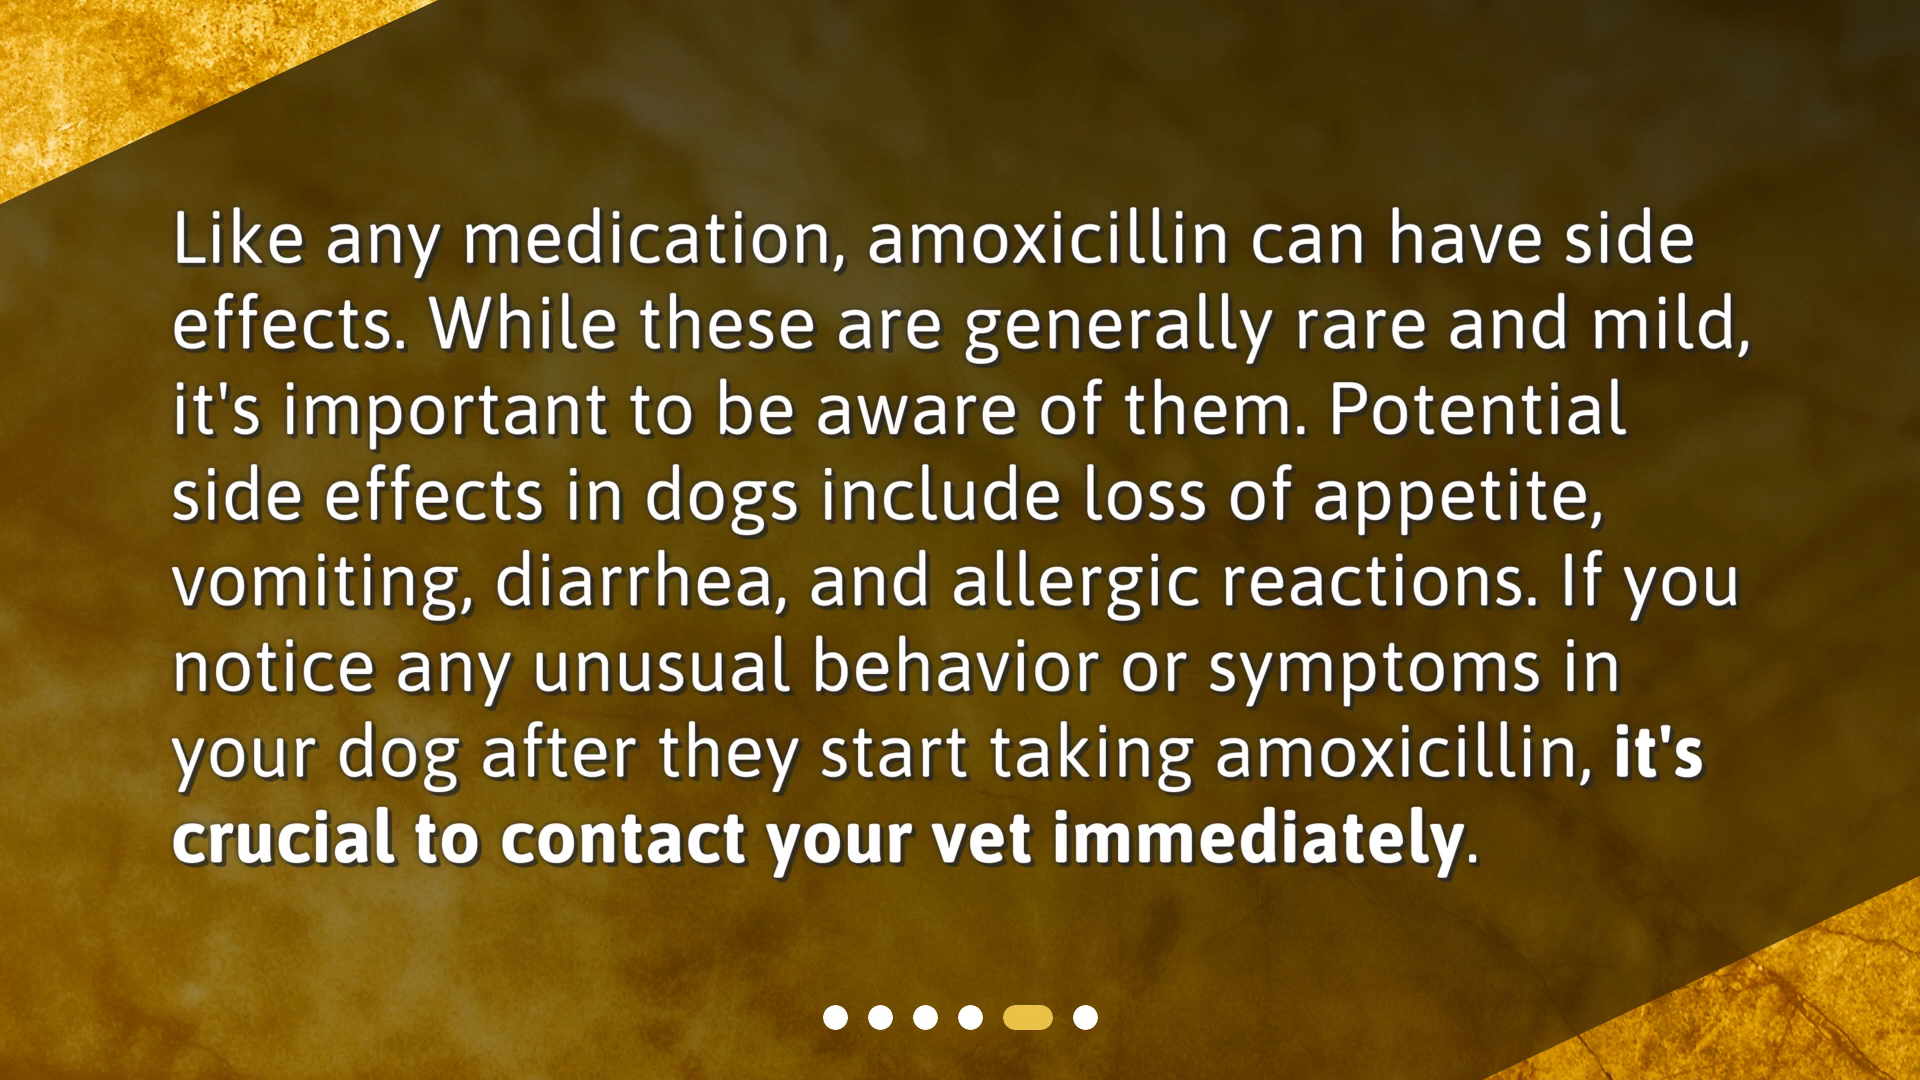 Like any medication, amoxicillin can have side
effects. While these are generally rare and mild,
it's important to be aware of them. Potential
side effects in dogs include loss of appetite,
vomiting, diarrhea, and allergic reactions. If you
notice any unusual behavior or symptoms in
your dog after they start taking amoxicillin, it's
crucial to contact your vet immediately.